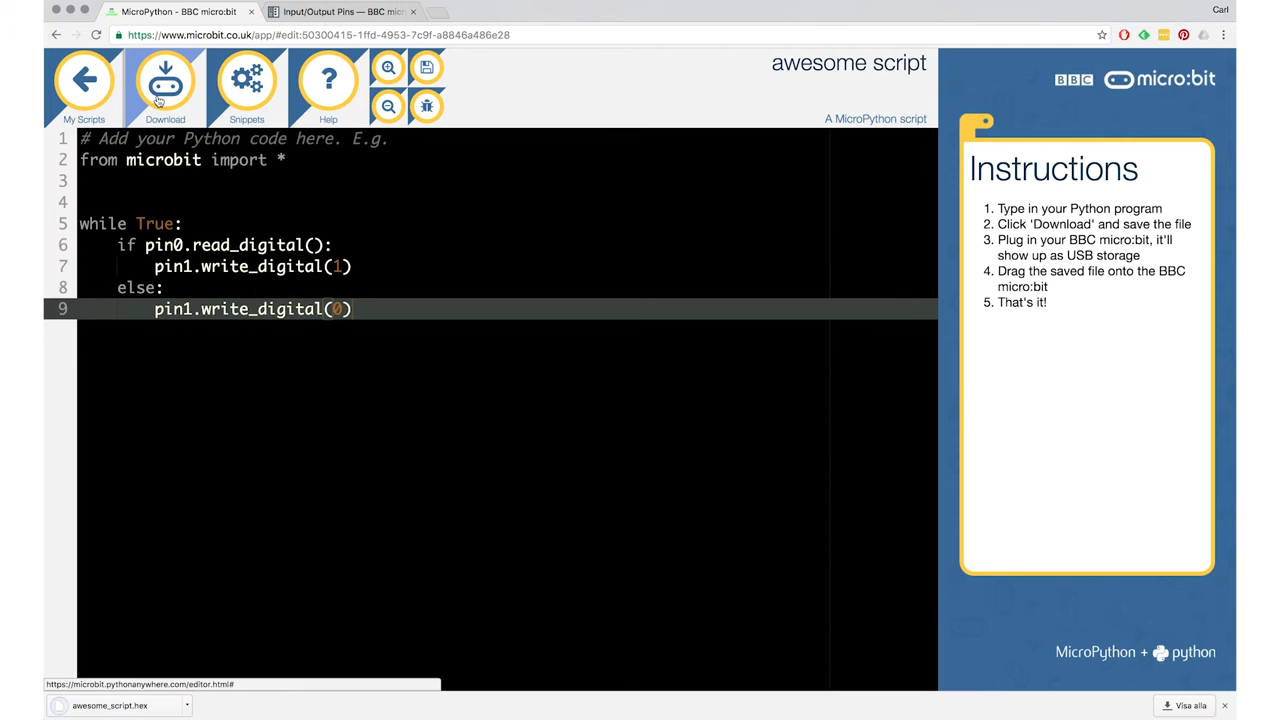 MicroPython - BBC micro:bit
Input/Output Pins — BBC micr
Carl
https://www.microbit.co.uk/app/#edit:50300415-1ffd-4953-7c9f-a8846a486e28
My Scripts
Download
Snippets
?
Help
awesome script
A MicroPython script
BBC micro:bit
1 # Add your Python code here. E.g.
2 from microbit import *
3
4
5 while True:
6 if pin0.read_digital():
7 pin1.write_digital(1)
8 else:
9 pin1.write_digital(0)
Instructions
1. Type in your Python program
2. Click 'Download' and save the file
3. Plug in your BBC micro:bit, it'll
show up as USB storage
4. Drag the saved file onto the BBC
micro:bit
5. That's it!
MicroPython + python
https://microbit.pythonanywhere.com/editor.html#
awesome_script.hex
Visa alla